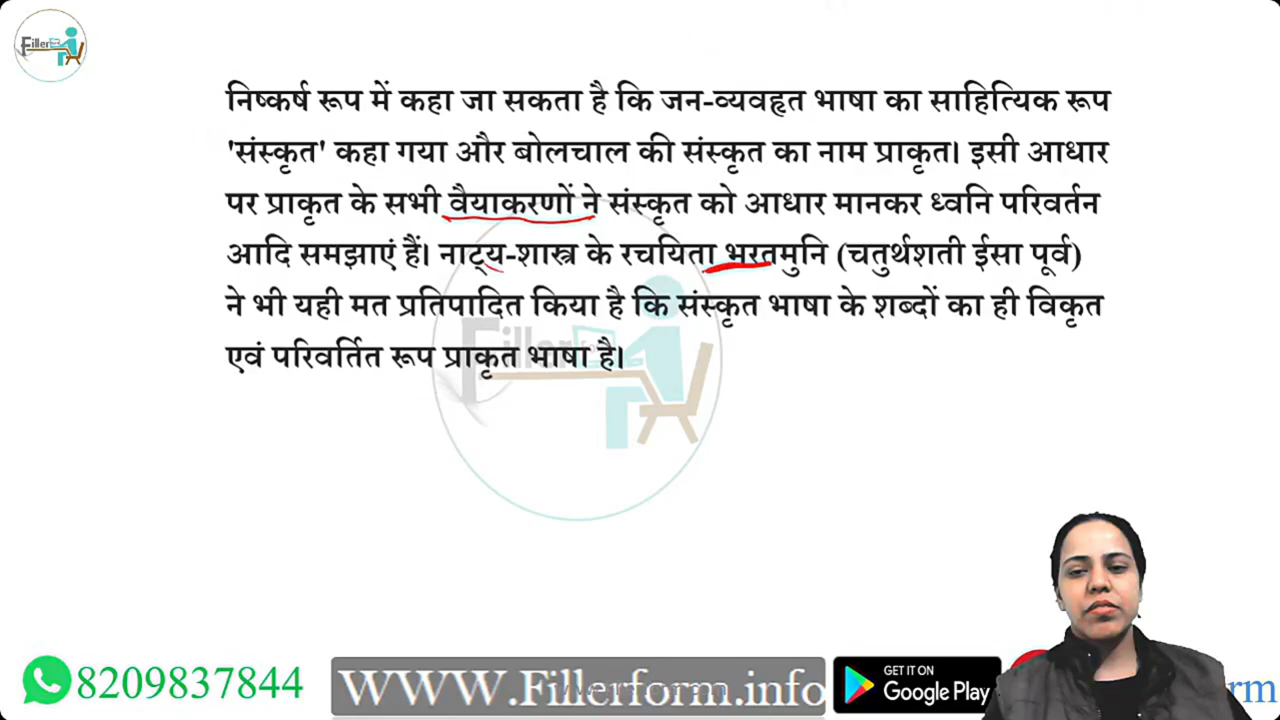 Fillerform
निष्कर्ष रूप में कहा जा सकता है कि जन-व्यवहृत भाषा का साहित्यिक रूप
'संस्कृत' कहा गया और बोलचाल की संस्कृत का नाम प्राकृत। इसी आधार
पर प्राकृत के सभी वैयाकरणों ने संस्कृत को आधार मानकर ध्वनि परिवर्तन
आदि समझाएं हैं। नाट्य-शास्त्र के रचयिता भरतमुनि (चतुर्थशती ईसा पूर्व)
ने भी यही मत प्रतिपादित किया है कि संस्कृत भाषा के शब्दों का ही विकृत
एवं परिवर्तित रूप प्राकृत भाषा है।
8209837844
WWW.Fillerform.info
GET IT ON
Google Play